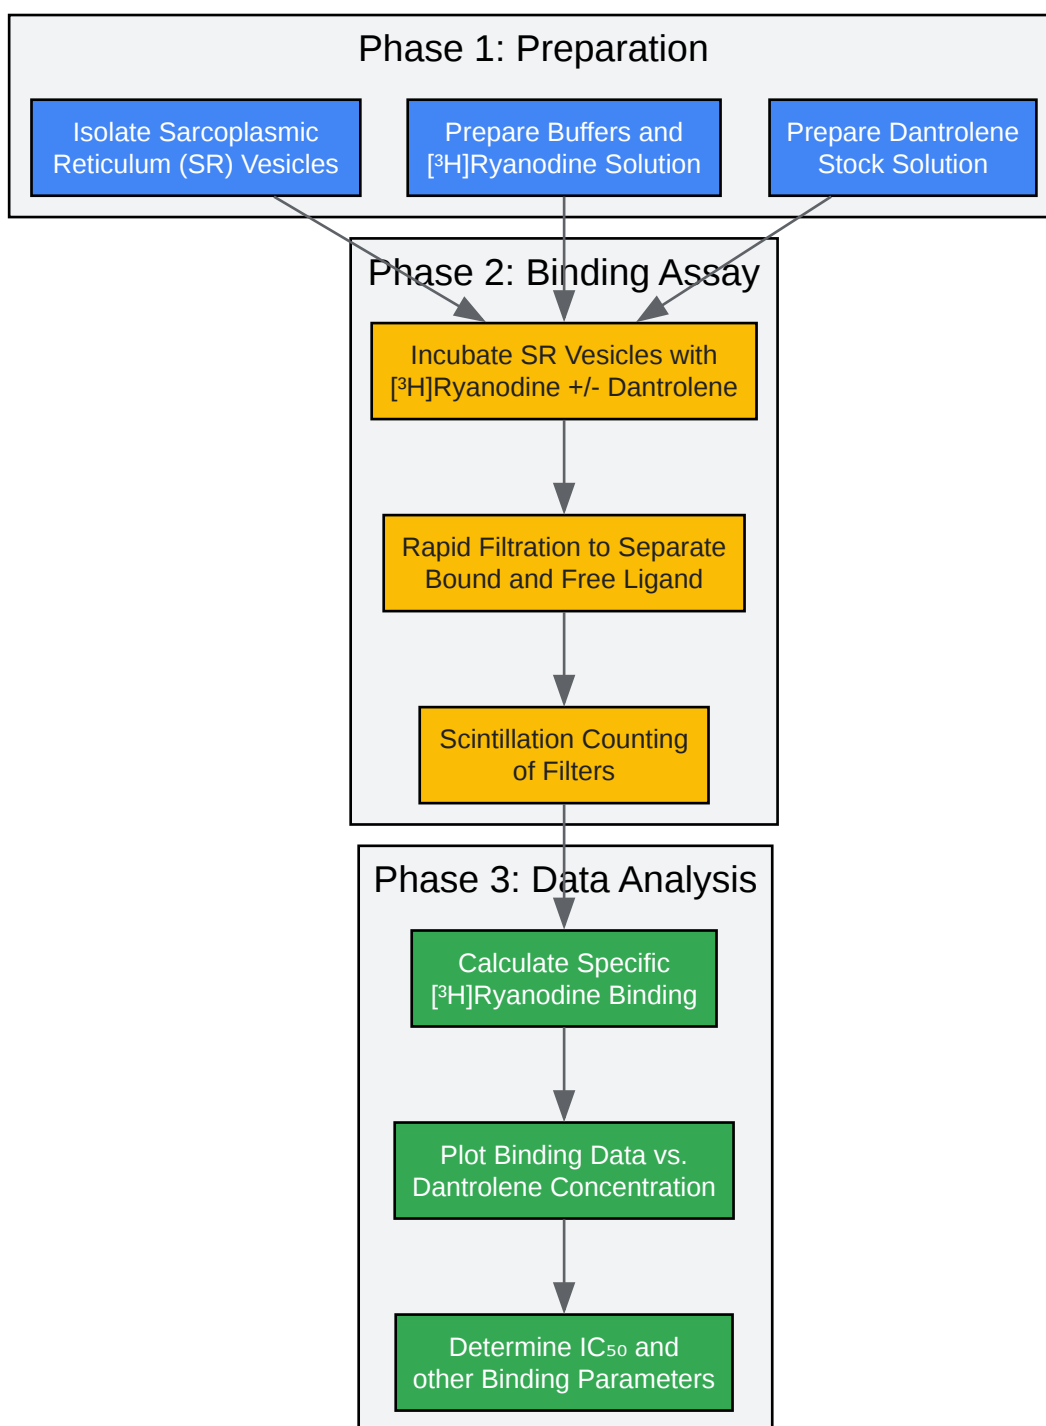 Phase 1: Preparation
Isolate Sarcoplasmic
Reticulum (SR) Vesicles
Prepare Buffers and
[³H]Ryanodine Solution
Prepare Dantrolene
Stock Solution
Phase 2: Binding Assay
Incubate SR Vesicles with
[³H]Ryanodine +/- Dantrolene
Rapid Filtration to Separate
Bound and Free Ligand
Scintillation Counting
of Filters
Phase 3: Data Analysis
Calculate Specific
[³H]Ryanodine Binding
Plot Binding Data vs.
Dantrolene Concentration
Determine IC₅₀ and
other Binding Parameters